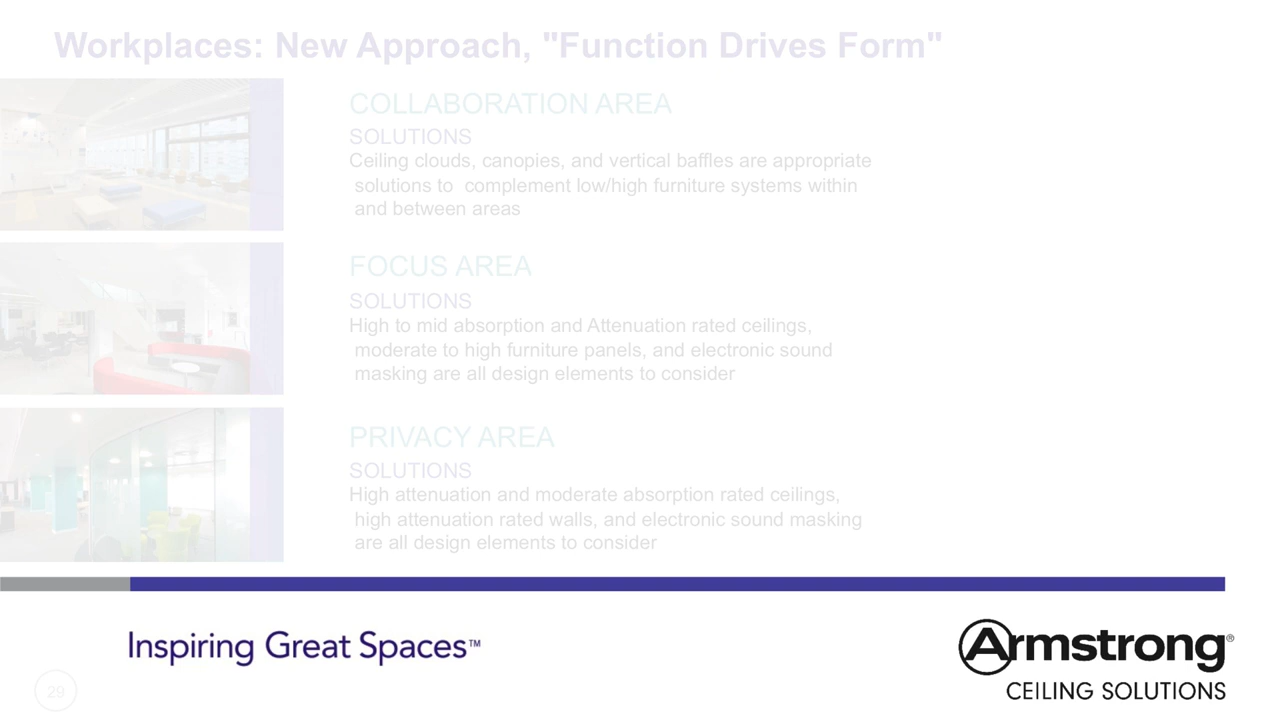 Workplaces: New Approach, "Function Drives Form"
COLLABORATION AREA
SOLUTIONS
Ceiling clouds, canopies, and vertical baffles are appropriate
solutions to complement low/high furniture systems within
and between areas
FOCUS AREA
SOLUTIONS
High to mid absorption and Attenuation rated ceilings,
moderate to high furniture panels, and electronic sound
masking are all design elements to consider
PRIVACY AREA
SOLUTIONS
High attenuation and moderate absorption rated ceilings,
high attenuation rated walls, and electronic sound masking
are all design elements to consider
Inspiring Great Spaces™
Armstrong®
CEILING SOLUTIONS
29